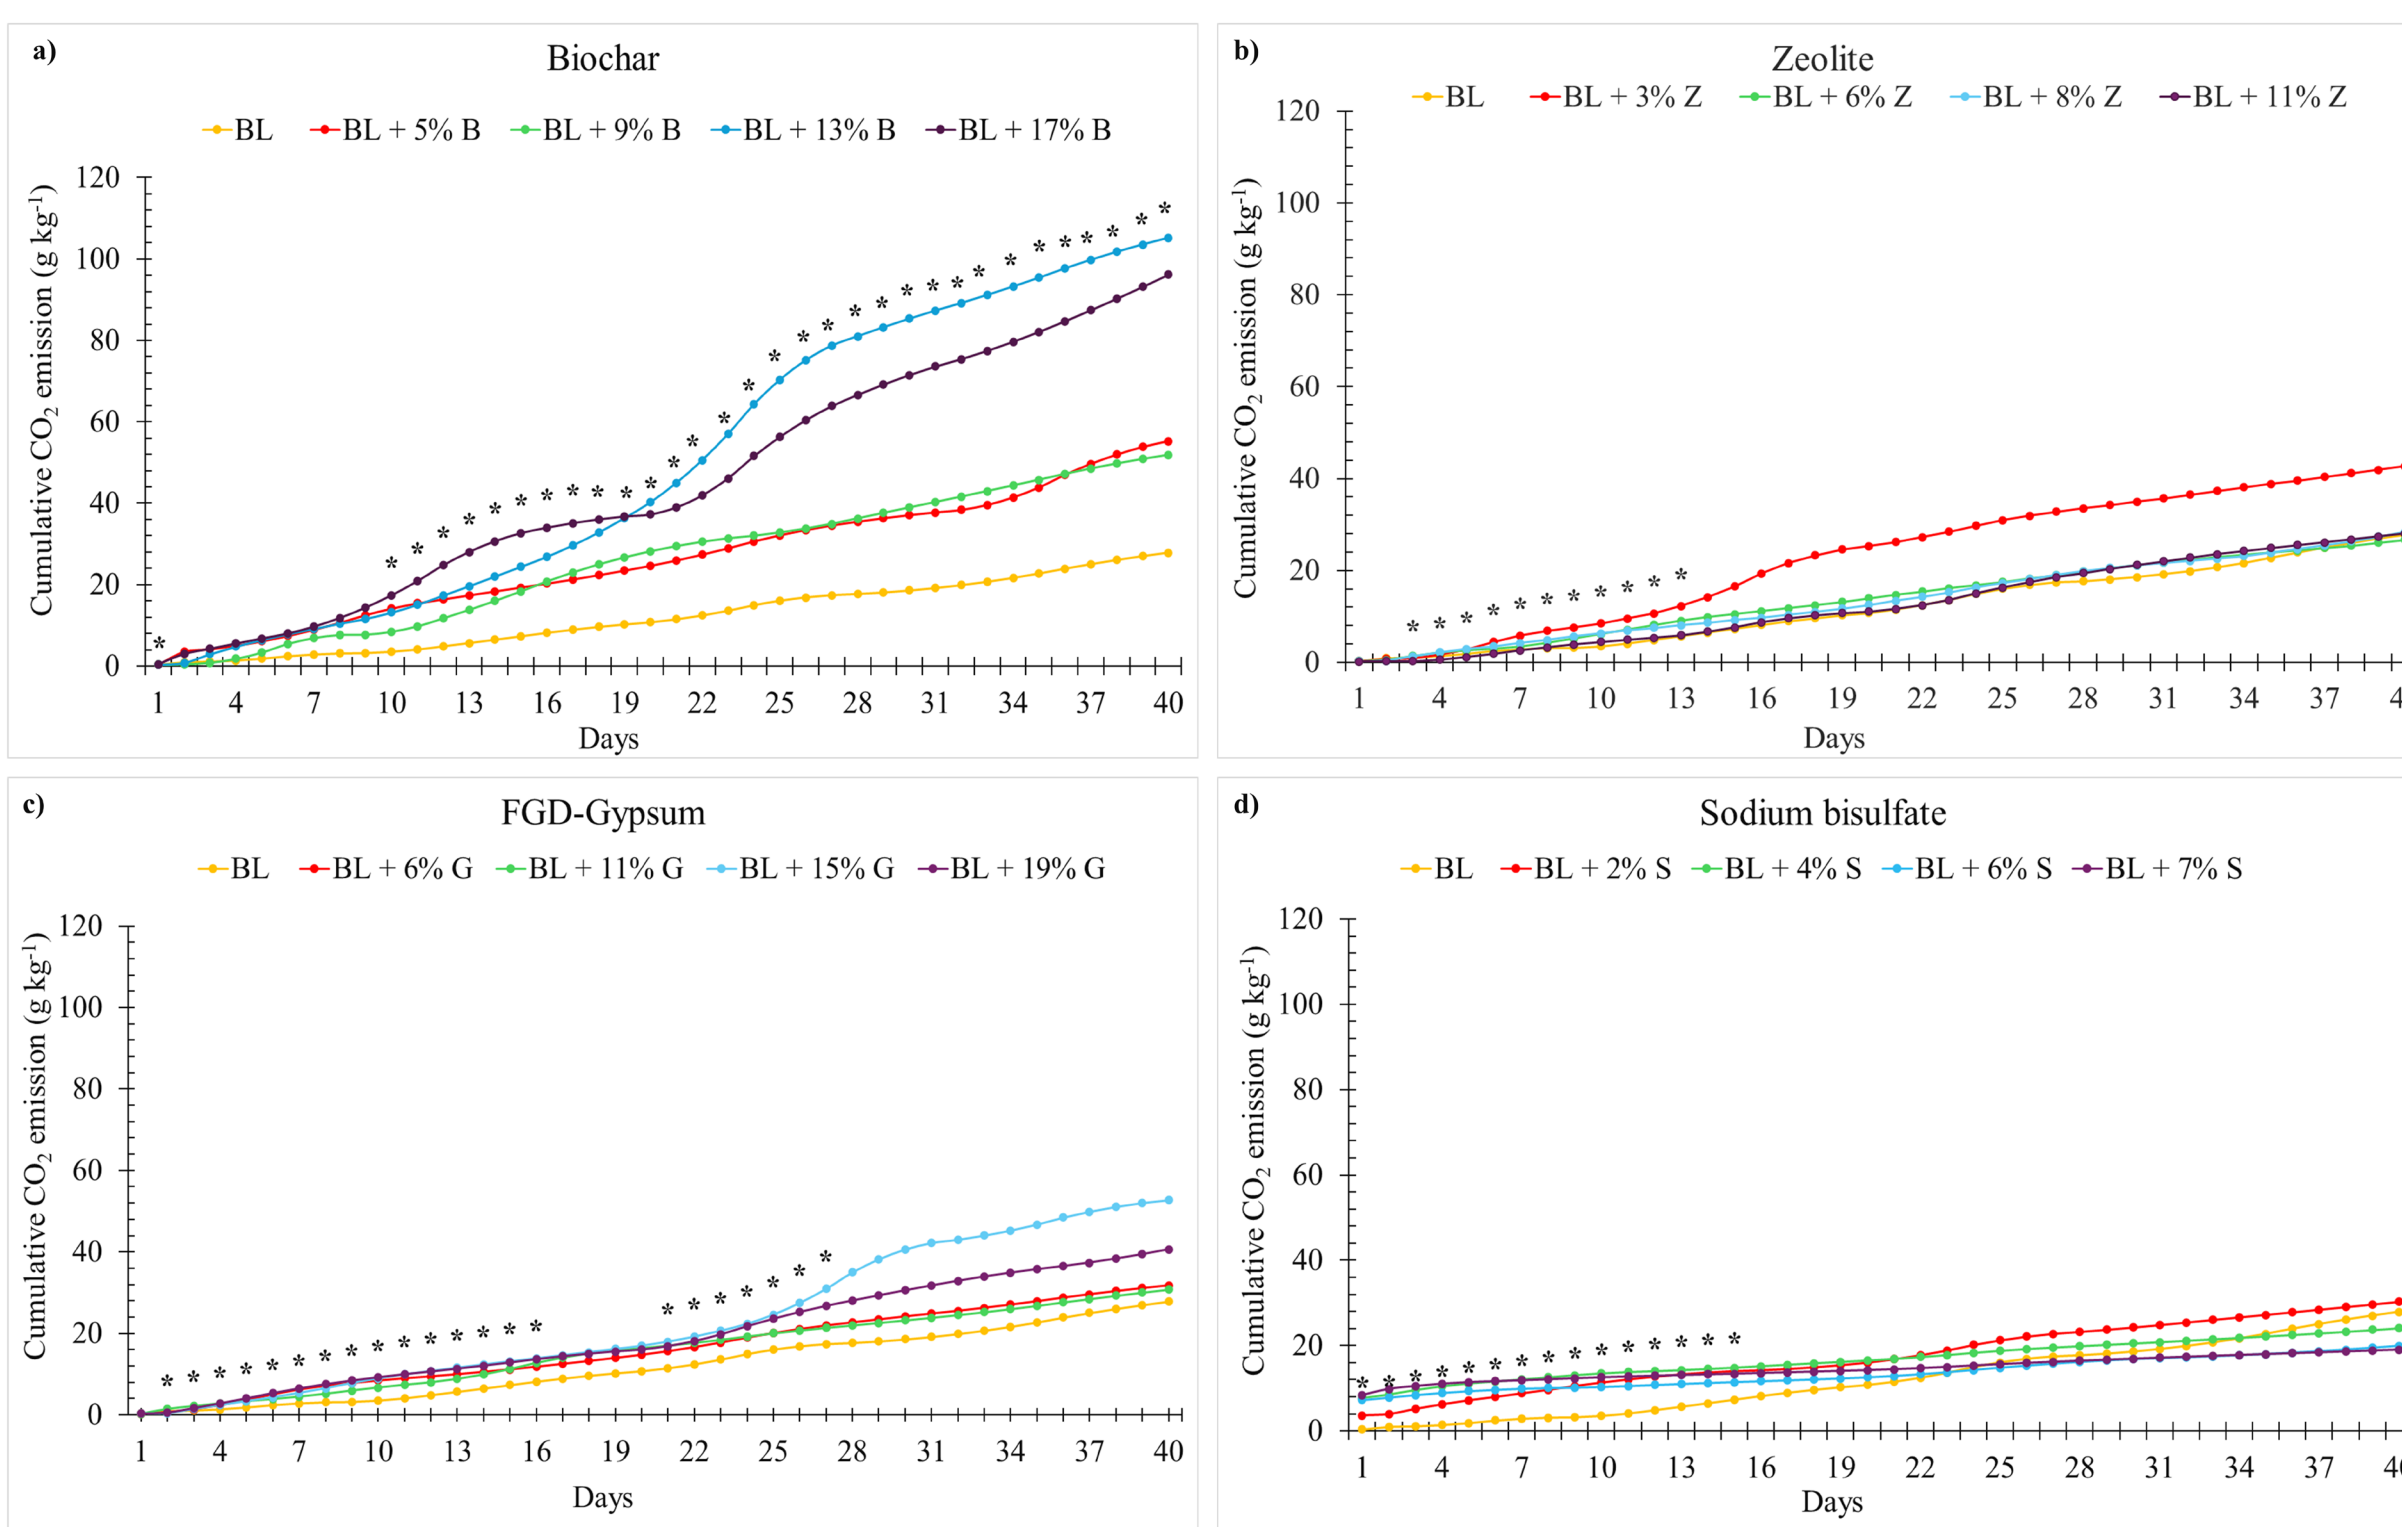 a)
Biochar
BL BL + 5% B BL + 9% B BL + 13% B BL + 17% B
Cumulative CO2 emission (g kg-1)
120
100
80
60
40
20
0
* * * * * * * * * * * * * * * * * * * * * * * * * * * * * * * *
1 4 7 10 13 16 19 22 25 28 31 34 37 40
Days
b)
Zeolite
BL BL + 3% Z BL + 6% Z BL + 8% Z BL + 11% Z
Cumulative CO2 emission (g kg-1)
120
100
80
60
40
20
0
* * * * * * * * * * *
1 4 7 10 13 16 19 22 25 28 31 34 37 4
Days
c)
FGD-Gypsum
BL BL + 6% G BL + 11% G BL + 15% G BL + 19% G
Cumulative CO2 emission (g kg-1)
120
100
80
60
40
20
0
* * * * * * * * * * * * * * * * * * * * * *
1 4 7 10 13 16 19 22 25 28 31 34 37 40
Days
d)
Sodium bisulfate
BL BL + 2% S BL + 4% S BL + 6% S BL + 7% S
Cumulative CO2 emission (g kg-1)
120
100
80
60
40
20
0
* * * * * * * * * * * * * * *
1 4 7 10 13 16 19 22 25 28 31 34 37 40
Days